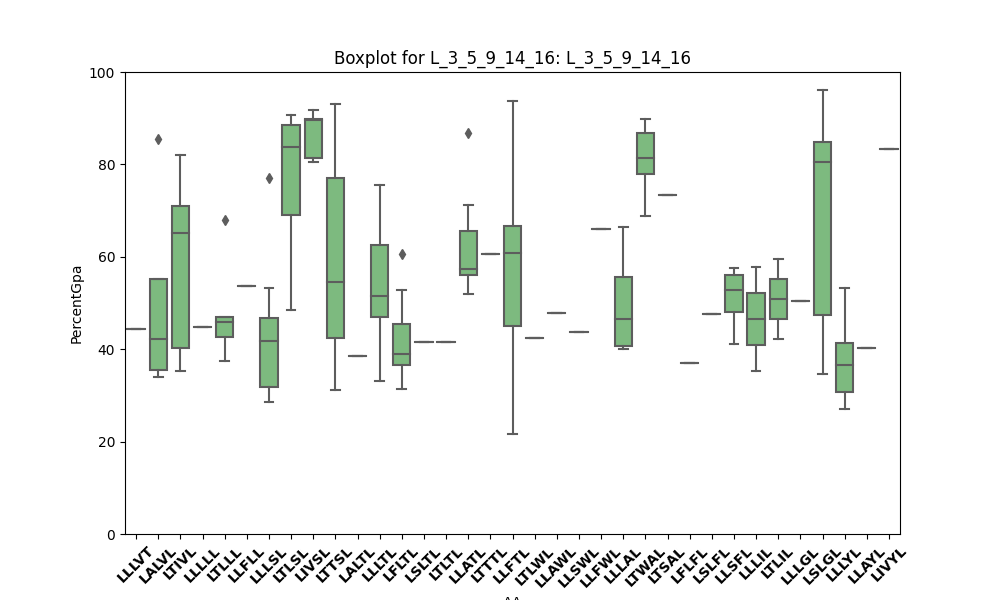 Boxplot for L_3_5_9_14_16: L_3_5_9_14_16
PercentGpa
100
80
60
40
20
0
LLLVT LALVL LTIVL LLLL LTLLL LLFLL LLLSL LTLSL LIVSL LTTSL LALTL LLLTL LFLTL LSLTL LTLTL LLATL LTTTL LLFTL LTLWL LLAWL LLSWL LLFWL LLLAL LTWAL LTSAL LFLFL LSLFL LLSFL LLLIL LTLIL LLLGL LSLGL LLLYL LLAYL LIVYL